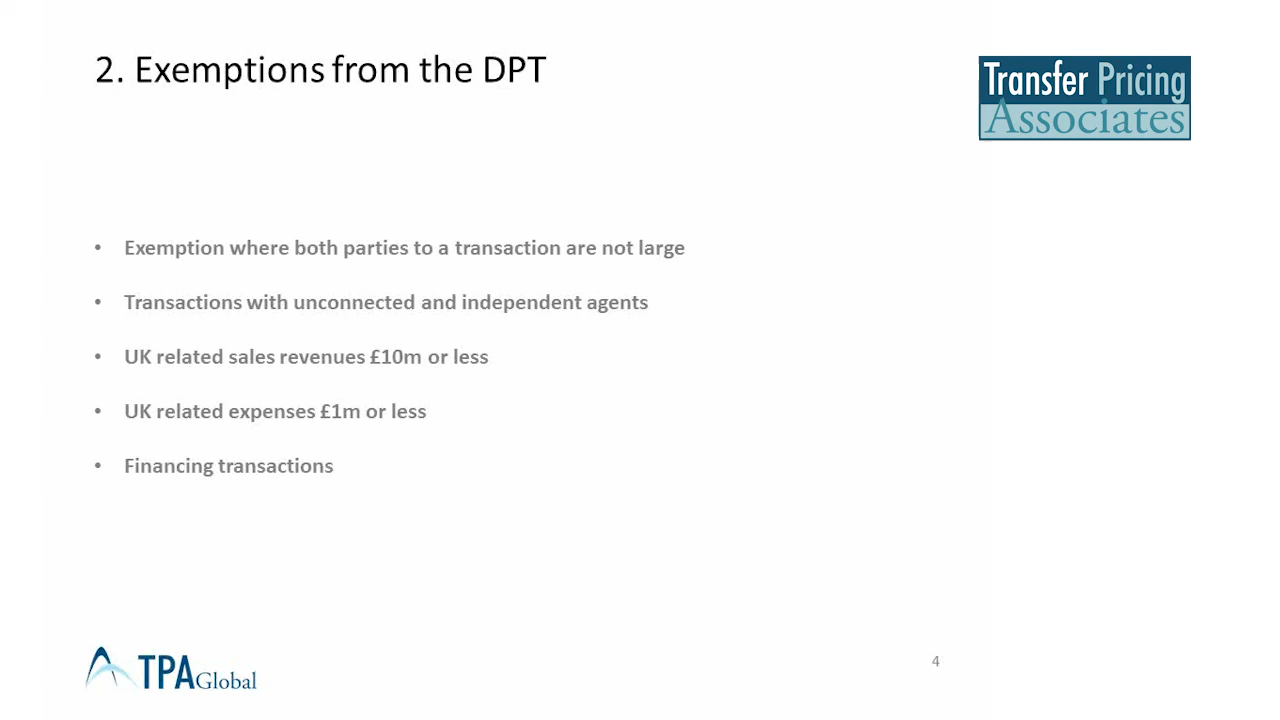 2. Exemptions from the DPT
Transfer Pricing
Associates
• Exemption where both parties to a transaction are not large
• Transactions with unconnected and independent agents
• UK related sales revenues £10m or less
• UK related expenses £1m or less
• Financing transactions
TPA Global
4